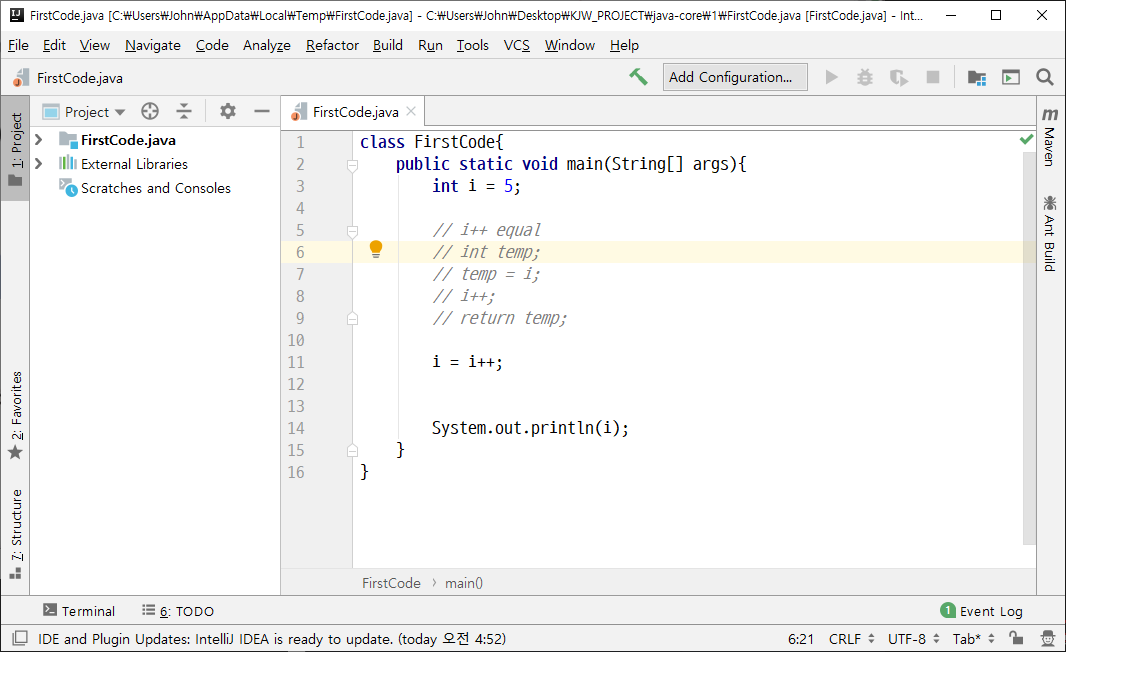 FirstCode.java [C:₩Users₩John₩AppData₩Local₩Temp₩FirstCode.java] - C:₩Users₩John₩Desktop₩KJW_PROJECT₩java-core₩1₩FirstCode.java [FirstCode.java] - Int...
File Edit View Navigate Code Analyze Refactor Build Run Tools VCS Window Help
FirstCode.java
Add Configuration...
1: Project
2: Favorites
7: Structure
Project
FirstCode.java
External Libraries
Scratches and Consoles
FirstCode.java
1 class FirstCode{
2 public static void main(String[] args){
3 int i = 5;
4
5 // i++ equal
6 // int temp;
7 // temp = i;
8 // i++;
9 // return temp;
10
11 i = i++;
12
13
14 System.out.println(i);
15 }
16 }
m Maven
Ant Build
FirstCode › main()
Terminal 6: TODO
1 Event Log
IDE and Plugin Updates: IntelliJ IDEA is ready to update. (today 오전 4:52)
6:21 CRLF UTF-8 Tab*